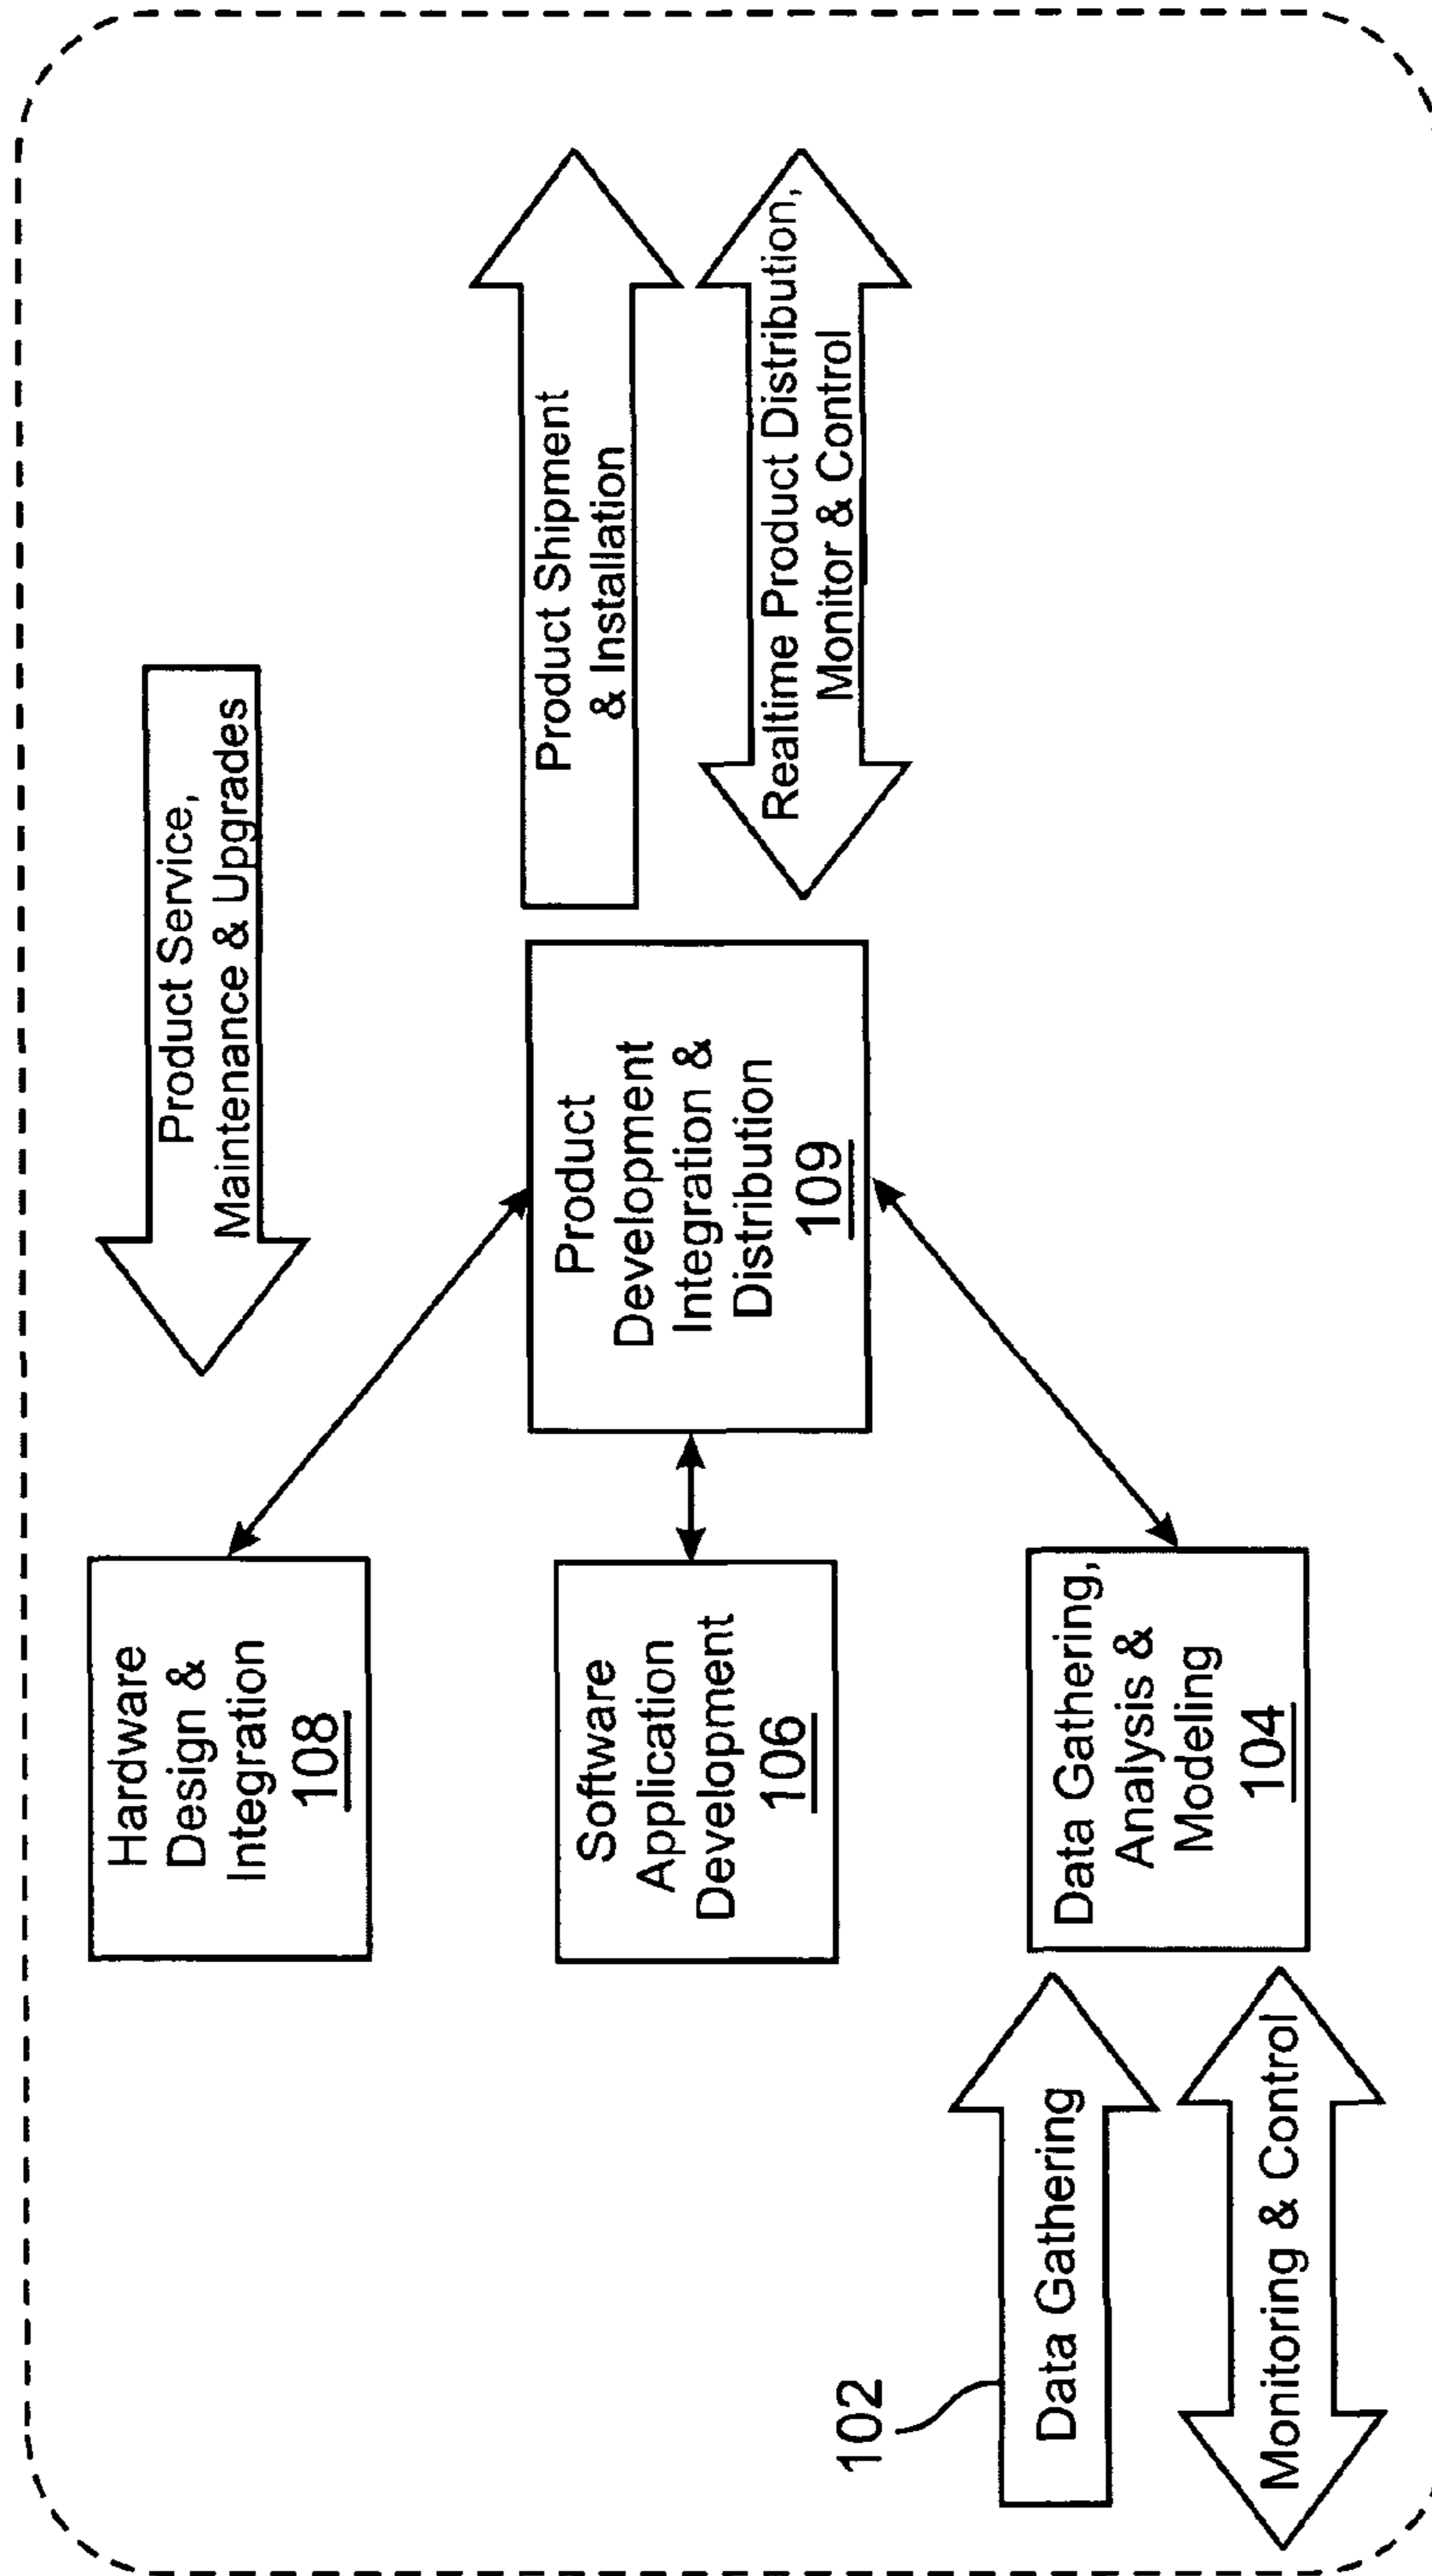 Product Service,
Maintenance & Upgrades
Hardware
Design &
Integration
108
Product Shipment
& Installation
Product
Development
Integration &
Distribution
109
Software
Application
Development
106
Realtime Product Distribution,
Monitor & Control
102
Data Gathering
Data Gathering,
Analysis &
Modeling
104
Monitoring & Control